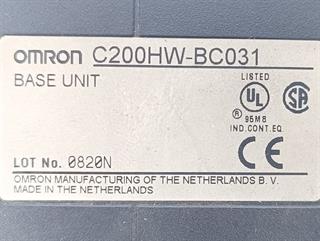 OMRON C200HW-BC031
BASE UNIT
LISTED
UL
®
SA
95M8
IND.CONT.EQ.
LOT No. 0820N
CE
OMRON MANUFACTURING OF THE NETHERLANDS B.V.
MADE IN THE NETHERLANDS